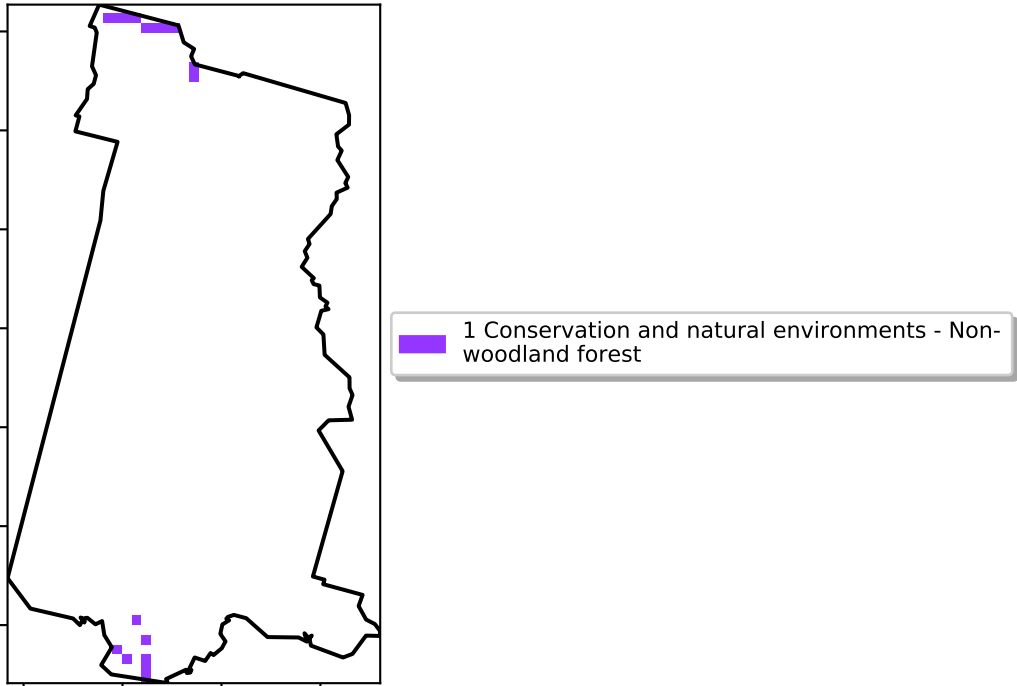 1 Conservation and natural environments - Non-
woodland forest